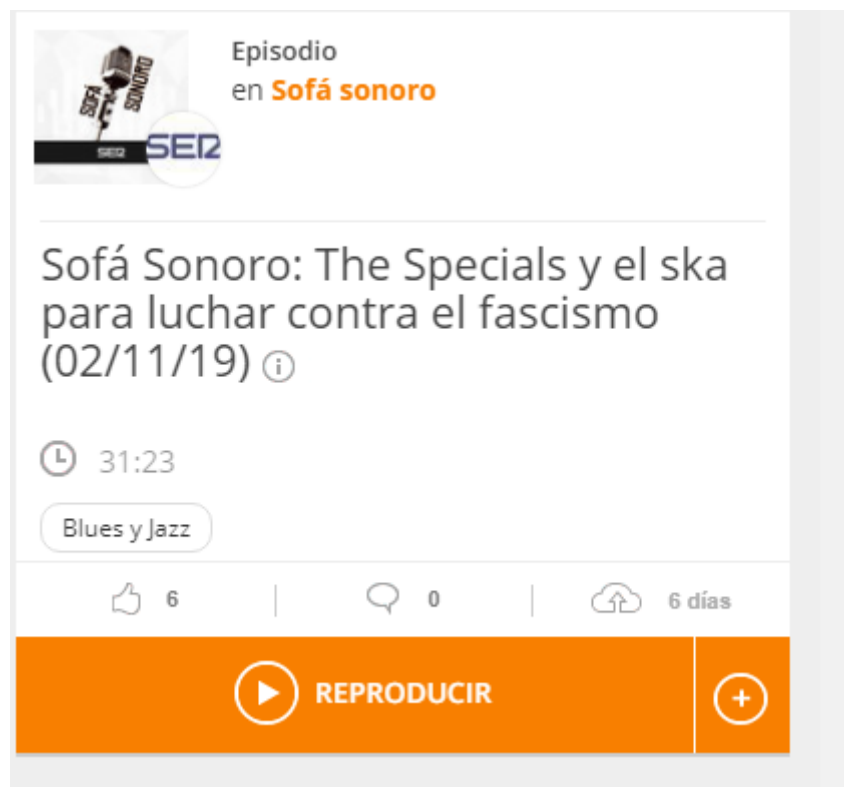 SOFÁ
SONORO
SER
SER
Episodio
en Sofá sonoro
Sofá Sonoro: The Specials y el ska
para luchar contra el fascismo
(02/11/19)
31:23
Blues y Jazz
6
0
6 días
REPRODUCIR